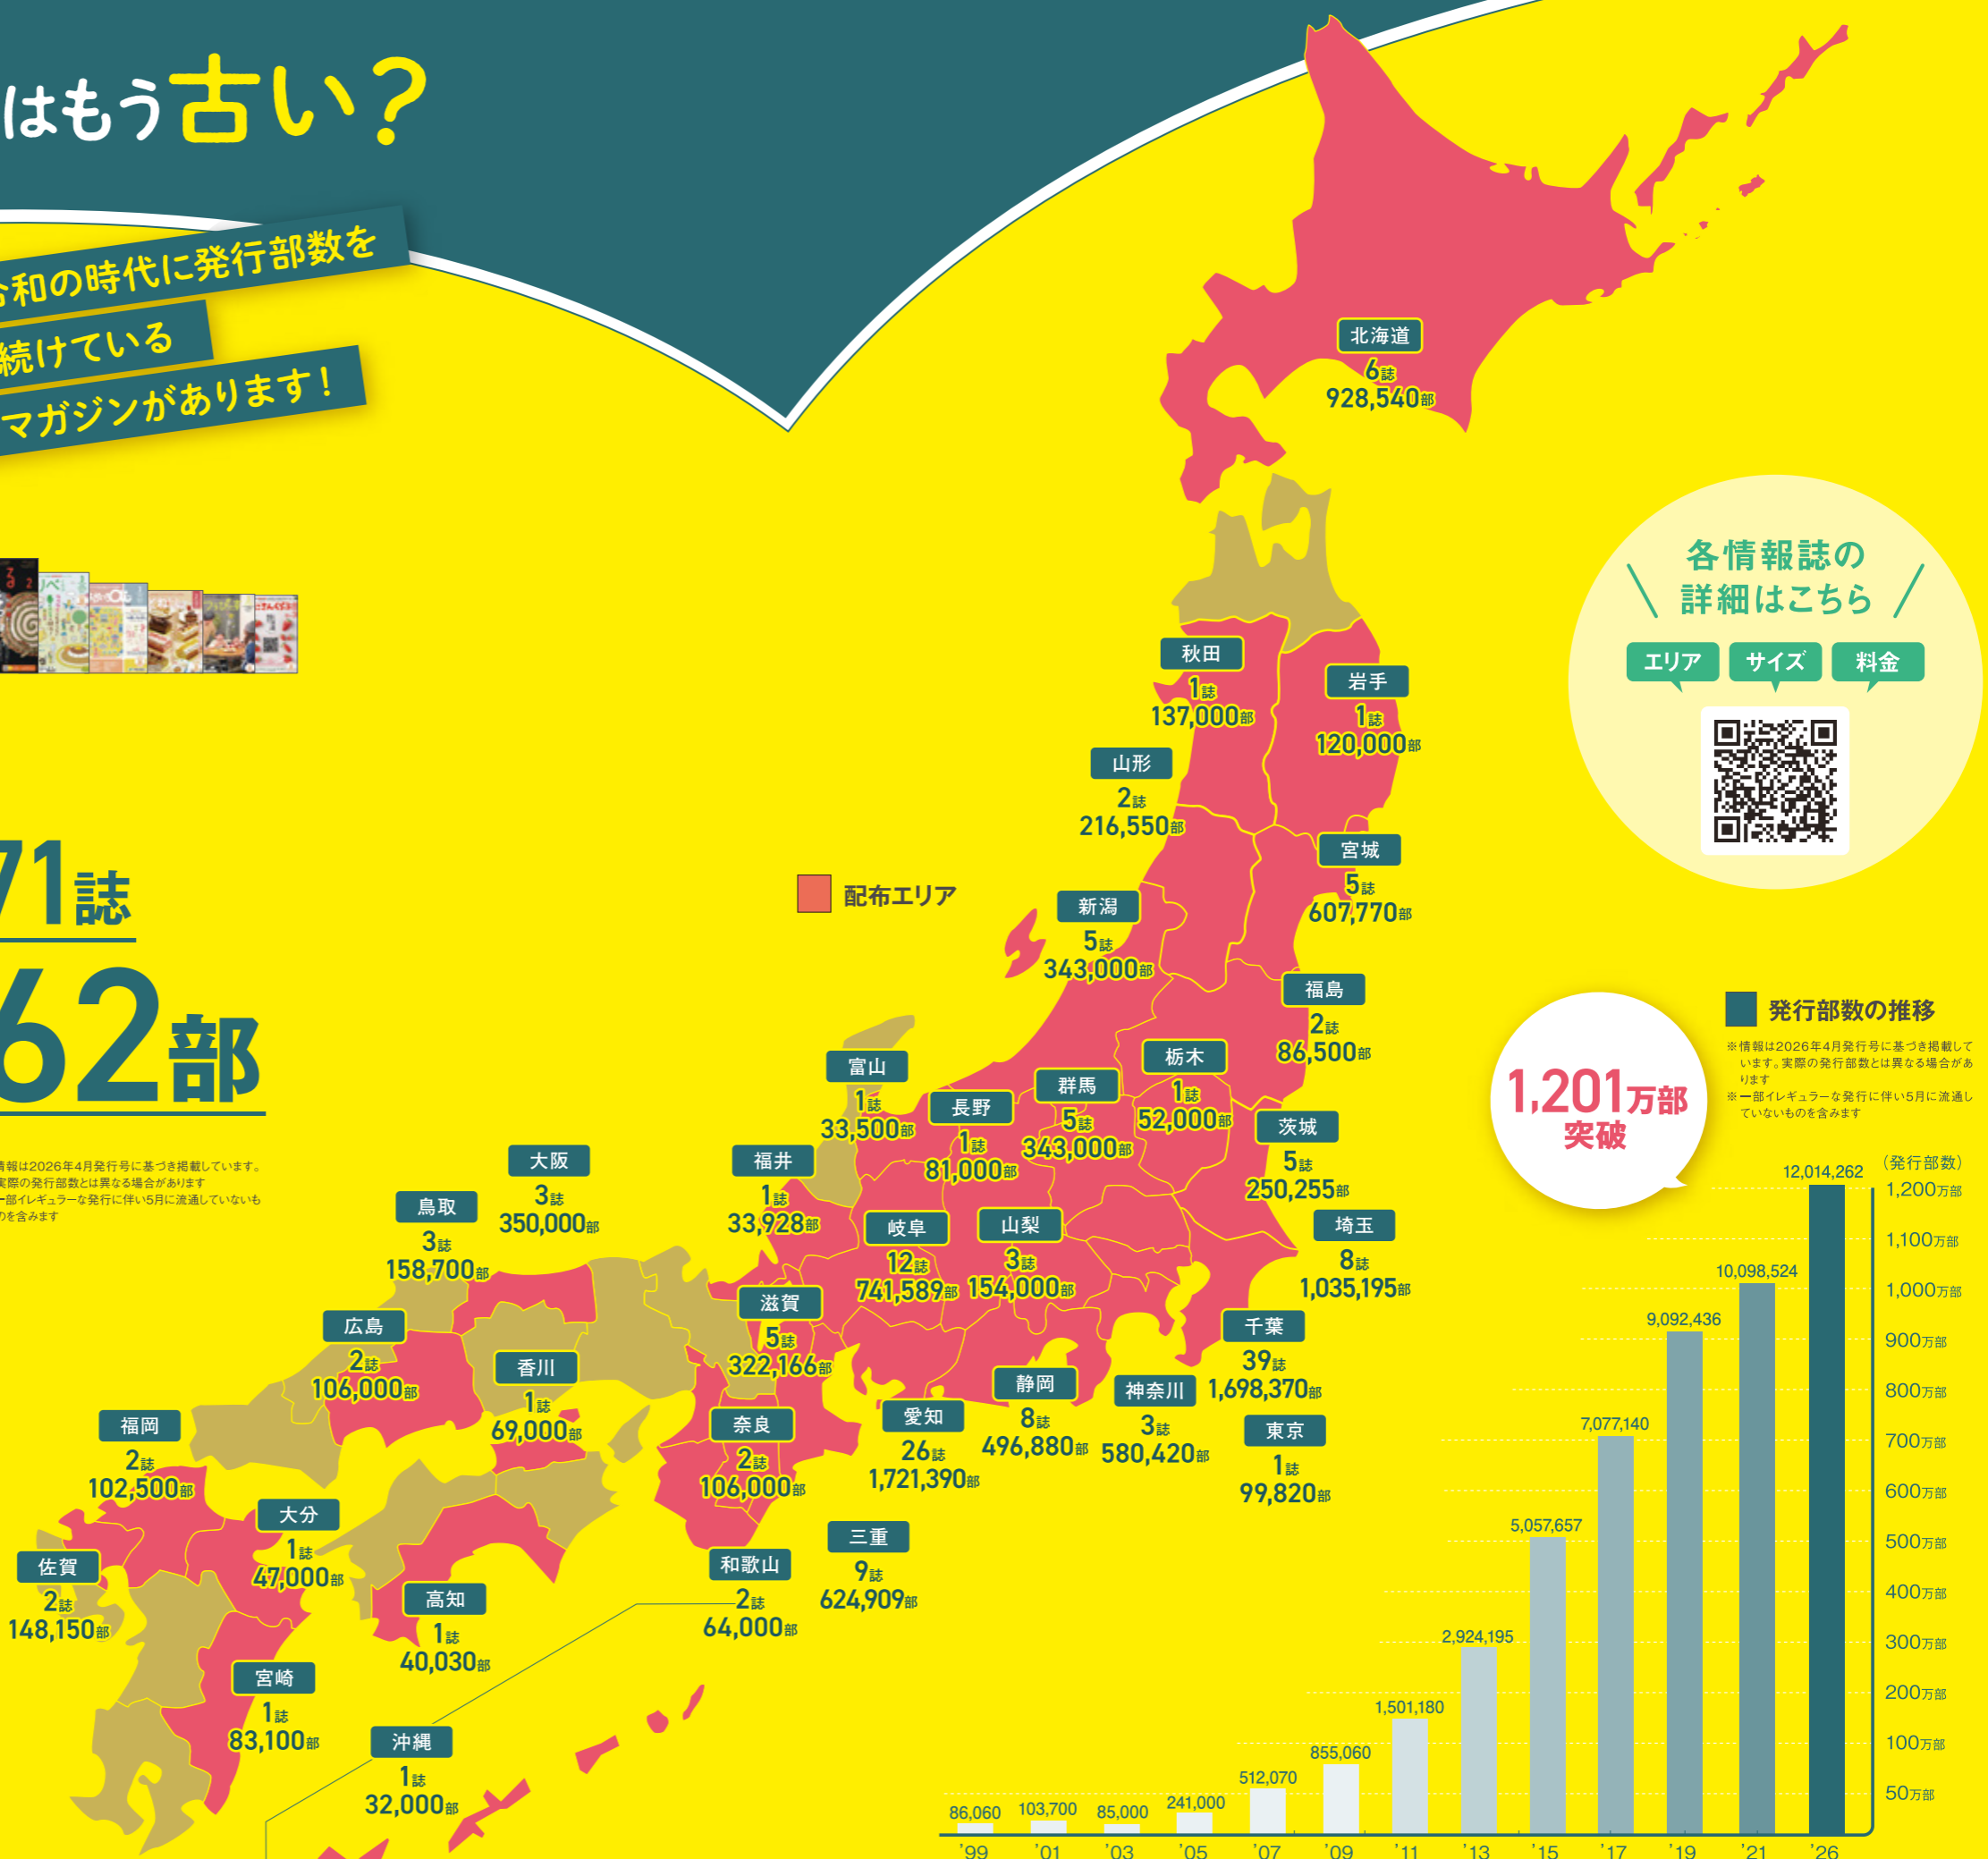 はもう古い?
令和の時代に発行部数を
続けている
マガジンがあります!
71誌
62部
情報は2026年4月発行号に基づき掲載しています。
実際の発行部数とは異なる場合があります
一部イレギュラーな発行に伴い5月に流通していないも
のを含みます
配布エリア
北海道
6誌
928,540部
秋田
1誌
137,000部
岩手
1誌
120,000部
山形
2誌
216,550部
宮城
5誌
607,770部
新潟
5誌
343,000部
福島
2誌
86,500部
富山
1誌
33,500部
長野
1誌
81,000部
群馬
5誌
343,000部
栃木
1誌
52,000部
茨城
5誌
250,255部
大阪
3誌
350,000部
福井
1誌
33,928部
鳥取
3誌
158,700部
岐阜
12誌
741,589部
山梨
3誌
154,000部
埼玉
8誌
1,035,195部
滋賀
5誌
322,166部
千葉
39誌
1,698,370部
広島
2誌
106,000部
香川
1誌
69,000部
静岡
8誌
496,880部
神奈川
3誌
580,420部
福岡
2誌
102,500部
奈良
2誌
106,000部
愛知
26誌
1,721,390部
東京
1誌
99,820部
大分
1誌
47,000部
佐賀
2誌
148,150部
三重
9誌
624,909部
和歌山
2誌
64,000部
高知
1誌
40,030部
宮崎
1誌
83,100部
沖縄
1誌
32,000部
各情報誌の
詳細はこちら
エリア サイズ 料金
1,201万部
突破
発行部数の推移
※情報は2026年4月発行号に基づき掲載して
います。実際の発行部数とは異なる場合があ
ります
※一部イレギュラーな発行に伴い5月に流通し
ていないものを含みます
(発行部数)
1,200万部
1,100万部
1,000万部
900万部
800万部
700万部
600万部
500万部
400万部
300万部
200万部
100万部
50万部
86,060
103,700
85,000
241,000
512,070
855,060
1,501,180
2,924,195
5,057,657
7,077,140
9,092,436
10,098,524
12,014,262
'99 '01 '03 '05 '07 '09 '11 '13 '15 '17 '19 '21 '26